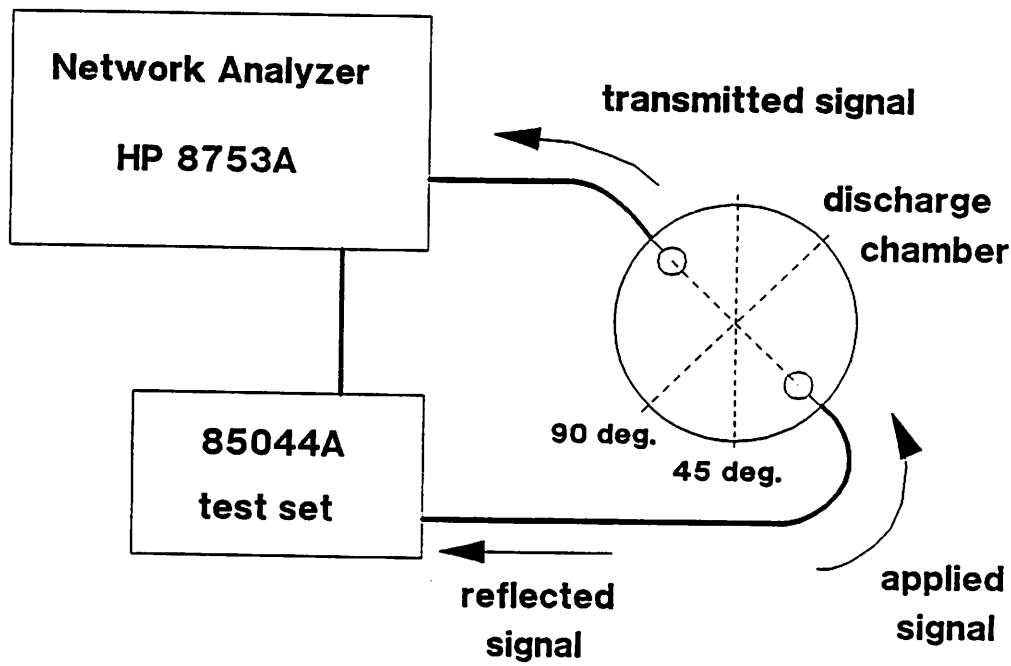 Network Analyzer
HP 8753A
transmitted signal
discharge
chamber
90 deg.
45 deg.
85044A
test set
reflected
signal
applied
signal